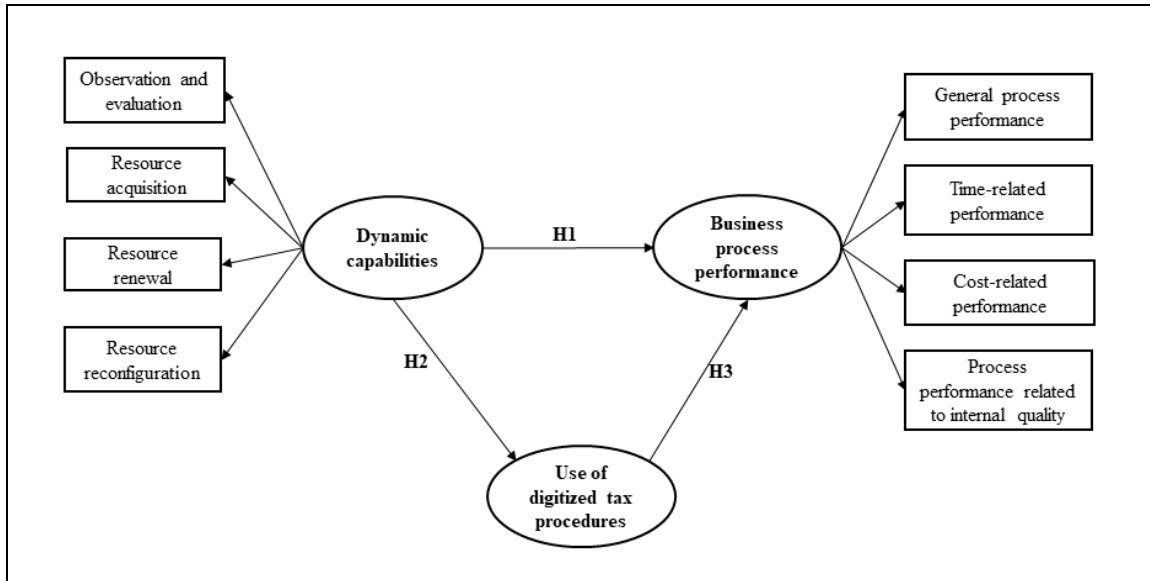 Observation and
evaluation
Resource
acquisition
Resource
renewal
Resource
reconfiguration
Dynamic
capabilities
H1
H2
Use of
digitized tax
procedures
H3
Business
process
performance
General process
performance
Time-related
performance
Cost-related
performance
Process
performance related
to internal quality